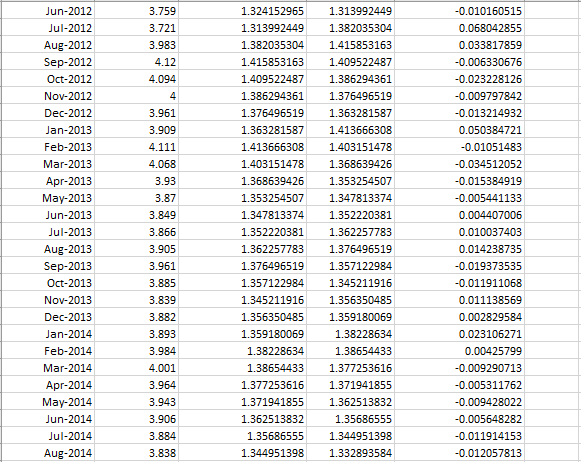 Jun-2012 3.759 1.324152965 1.313992449 -0.010160515
Jul-2012 3.721 1.313992449 1.382035304 0.068042855
Aug-2012 3.983 1.382035304 1.415853163 0.033817859
Sep-2012 4.12 1.415853163 1.409522487 -0.006330676
Oct-2012 4.094 1.409522487 1.386294361 -0.023228126
Nov-2012 4 1.386294361 1.376496519 -0.009797842
Dec-2012 3.961 1.376496519 1.363281587 -0.013214932
Jan-2013 3.909 1.363281587 1.413666308 0.050384721
Feb-2013 4.111 1.413666308 1.403151478 -0.01051483
Mar-2013 4.068 1.403151478 1.368639426 -0.034512052
Apr-2013 3.93 1.368639426 1.353254507 -0.015384919
May-2013 3.87 1.353254507 1.347813374 -0.005441133
Jun-2013 3.849 1.347813374 1.352220381 0.004407006
Jul-2013 3.866 1.352220381 1.362257783 0.010037403
Aug-2013 3.905 1.362257783 1.376496519 0.014238735
Sep-2013 3.961 1.376496519 1.357122984 -0.019373535
Oct-2013 3.885 1.357122984 1.345211916 -0.011911068
Nov-2013 3.839 1.345211916 1.356350485 0.011138569
Dec-2013 3.882 1.356350485 1.359180069 0.002829584
Jan-2014 3.893 1.359180069 1.38228634 0.023106271
Feb-2014 3.984 1.38228634 1.38654433 0.00425799
Mar-2014 4.001 1.38654433 1.377253616 -0.009290713
Apr-2014 3.964 1.377253616 1.371941855 -0.005311762
May-2014 3.943 1.371941855 1.362513832 -0.009428022
Jun-2014 3.906 1.362513832 1.35686555 -0.005648282
Jul-2014 3.884 1.35686555 1.344951398 -0.011914153
Aug-2014 3.838 1.344951398 1.332893584 -0.012057813